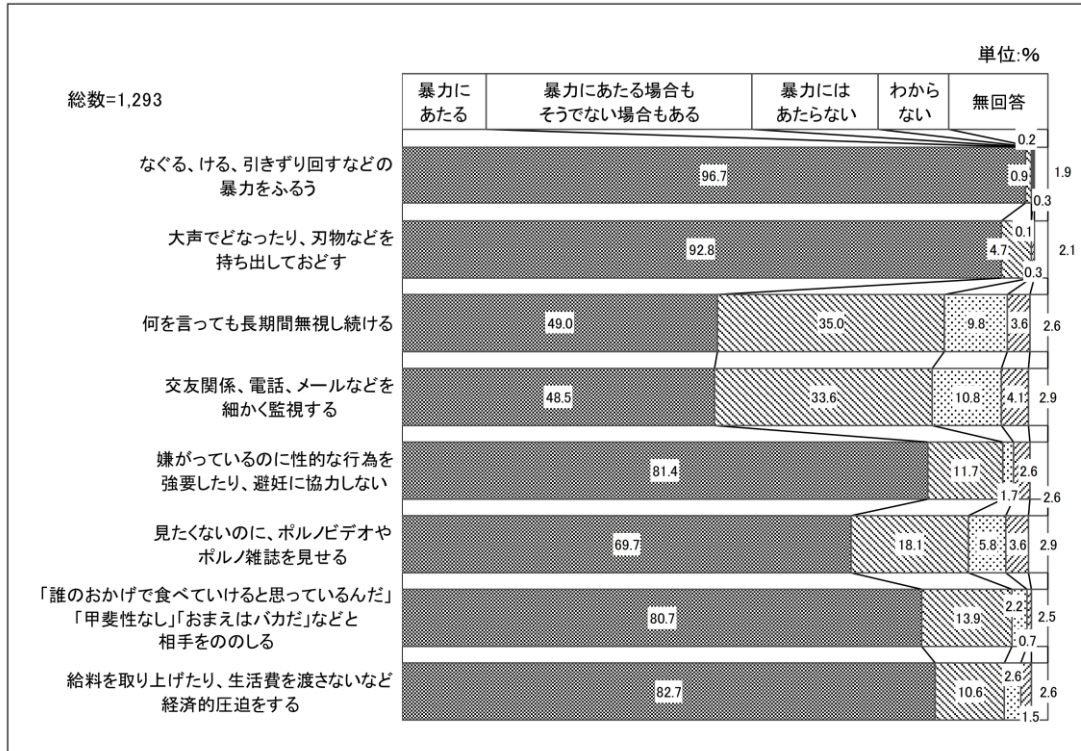 単位:%
総数=1,293
暴力に
あたる
暴力にあたる場合も
そうでない場合もある
暴力には
あたらない
わから
ない
無回答
なぐる、ける、引きずり回すなどの
暴力をふるう
96.7
0.9
0.2
0.3
1.9
大声でどなったり、刃物などを
持ち出しておどす
92.8
4.7
0.1
0.3
2.1
何を言っても長期間無視し続ける
49.0
35.0
9.8
3.6
2.6
交友関係、電話、メールなどを
細かく監視する
48.5
33.6
10.8
4.1
2.9
嫌がっているのに性的な行為を
強要したり、避妊に協力しない
81.4
11.7
1.7
2.6
2.6
見たくないのに、ポルノビデオや
ポルノ雑誌を見せる
69.7
18.1
5.8
3.6
2.9
「誰のおかげで食べていけると思っているんだ」
「甲斐性なし」「おまえはバカだ」などと
相手をののしる
80.7
13.9
2.2
0.7
2.5
給料を取り上げたり、生活費を渡さないなど
経済的圧迫をする
82.7
10.6
2.6
1.5
2.6